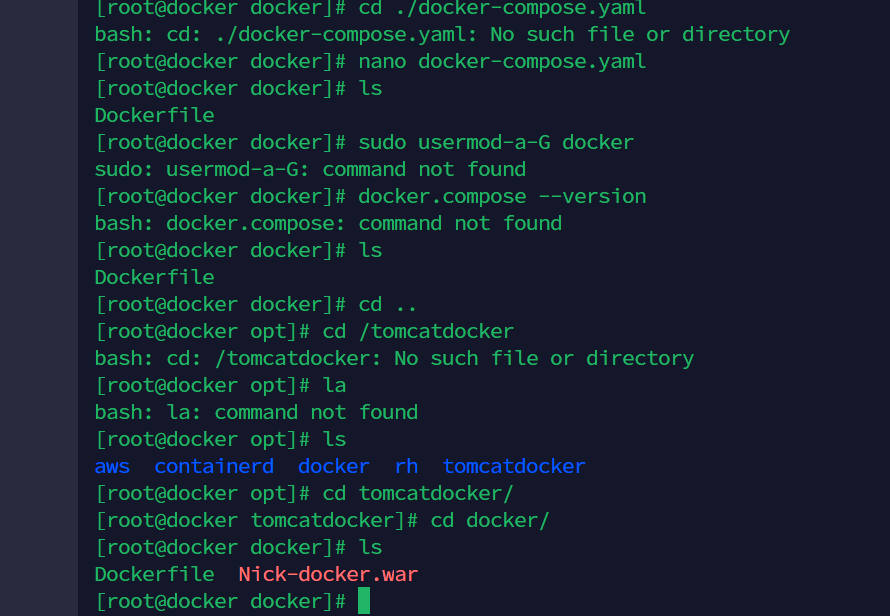 [root@docker docker]# cd ./docker-compose.yaml
bash: cd: ./docker-compose.yaml: No such file or directory
[root@docker docker]# nano docker-compose.yaml
[root@docker docker]# ls
Dockerfile
[root@docker docker]# sudo usermod-a-G docker
sudo: usermod-a-G: command not found
[root@docker docker]# docker.compose --version
bash: docker.compose: command not found
[root@docker docker]# ls
Dockerfile
[root@docker docker]# cd ..
[root@docker opt]# cd /tomcatdocker
bash: cd: /tomcatdocker: No such file or directory
[root@docker opt]# la
bash: la: command not found
[root@docker opt]# ls
aws  containerd  docker  rh  tomcatdocker
[root@docker opt]# cd tomcatdocker/
[root@docker tomcatdocker]# cd docker/
[root@docker docker]# ls
Dockerfile  Nick-docker.war
[root@docker docker]#